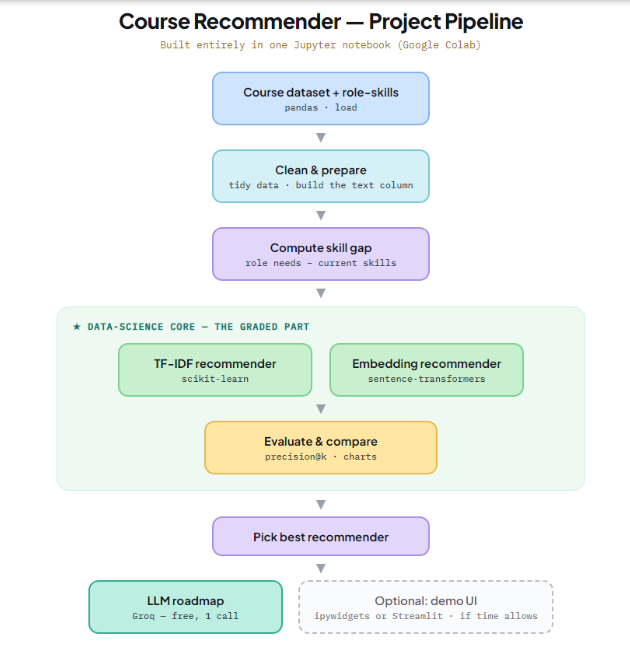 Course Recommender — Project Pipeline
Built entirely in one Jupyter notebook (Google Colab)
Course dataset + role-skills
pandas · load
Clean & prepare
tidy data · build the text column
Compute skill gap
role needs − current skills
★ DATA-SCIENCE CORE — THE GRADED PART
TF-IDF recommender
scikit-learn
Embedding recommender
sentence-transformers
Evaluate & compare
precision@k · charts
Pick best recommender
LLM roadmap
Groq — free, 1 call
Optional: demo UI
ipywidgets or Streamlit · if time allows